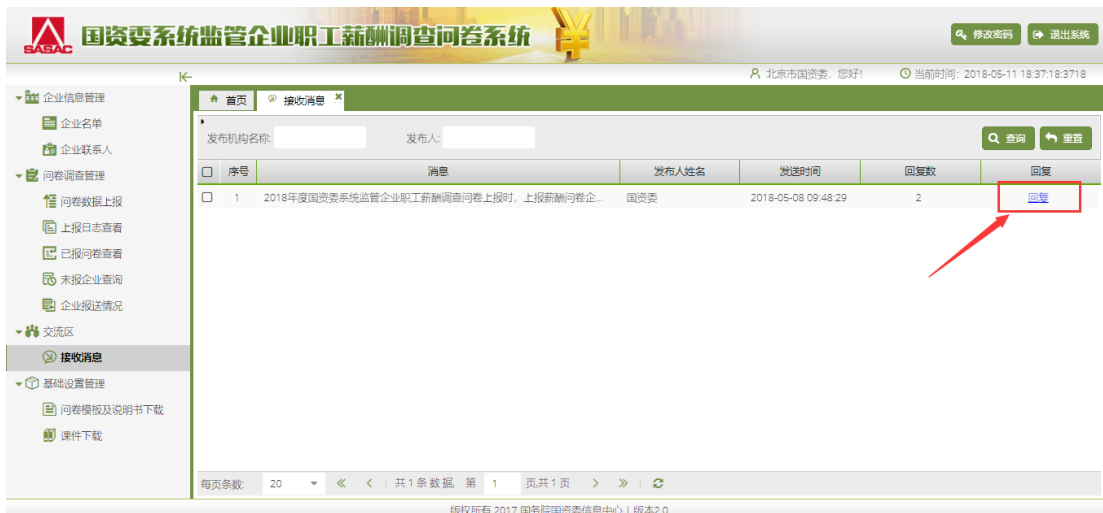 SASAC 国资委系统监管企业职工薪酬调查问卷系统 修改密码 退出系统
北京市国资委, 您好! 当前时间: 2018-05-11 18:37:18:3718
企业信息管理
企业名单
企业联系人
问卷调查管理
问卷数据上报
上报日志查看
已报问卷查看
未报企业查询
企业报送情况
交流区
接收消息
基础设置管理
问卷模板及说明书下载
课件下载
首页 接收消息
发布机构名称: 发布人: 查询 重置
序号 消息 发布人姓名 发送时间 回复数 回复
1 2018年度国资委系统监管企业职工薪酬调查问卷上报时, 上报薪酬问卷企... 国资委 2018-05-08 09:48:29 2 回复
每页条数: 20 共1条数据, 第 1 页,共1页
版权所有 2017 国务院国资委信息中心 | 版本2.0